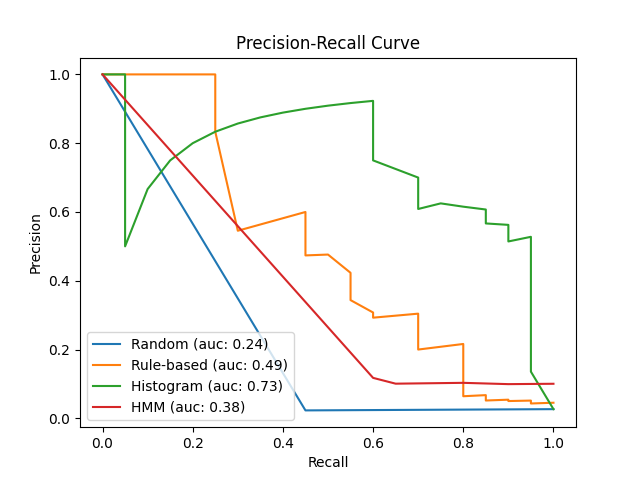 Precision-Recall Curve
Precision
1.0
0.8
0.6
0.4
0.2
0.0
Random (auc: 0.24)
Rule-based (auc: 0.49)
Histogram (auc: 0.73)
HMM (auc: 0.38)
0.0 0.2 0.4 0.6 0.8 1.0
Recall